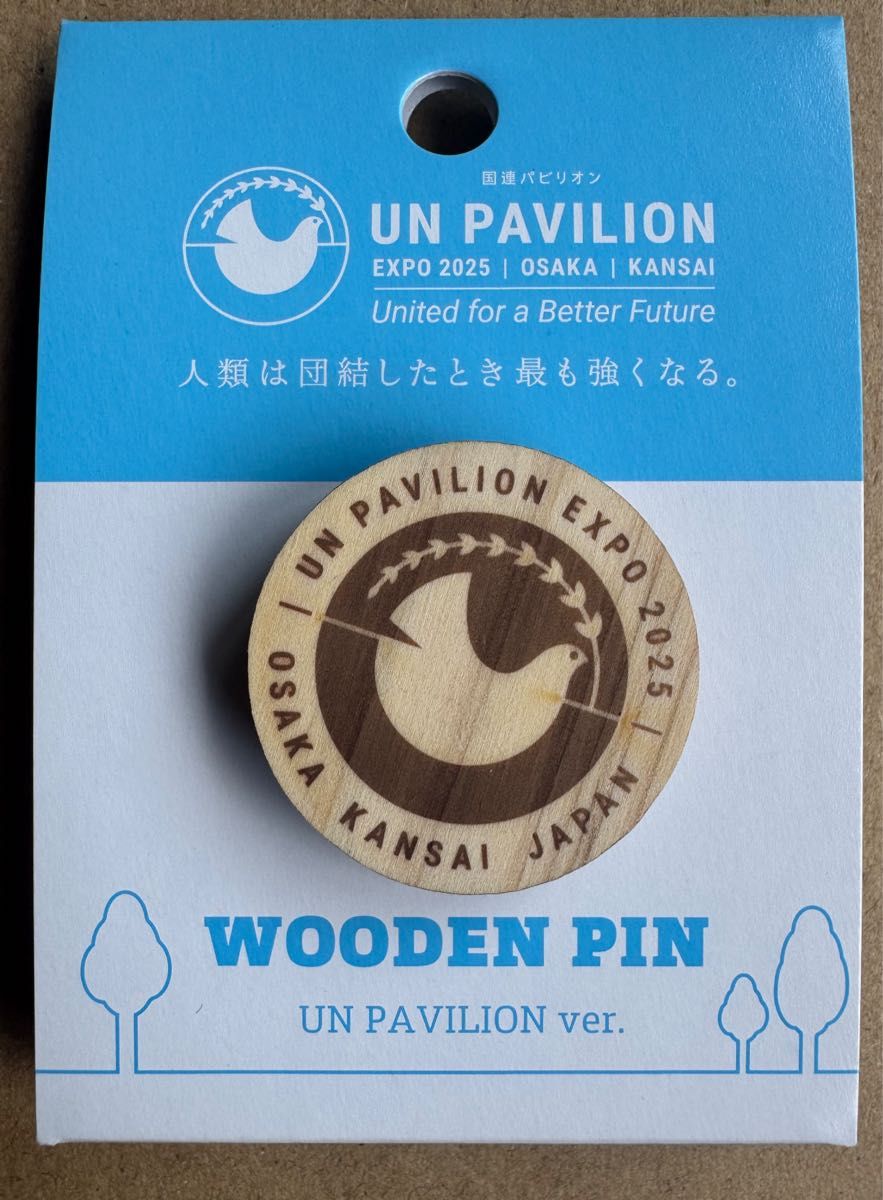 国連パビリオン
UN PAVILION
EXPO 2025 | OSAKA | KANSAI
United for a Better Future
人類は団結したとき最も強くなる。
| UN PAVILION EXPO 2025 |
OSAKA KANSAI JAPAN
WOODEN PIN
UN PAVILION ver.